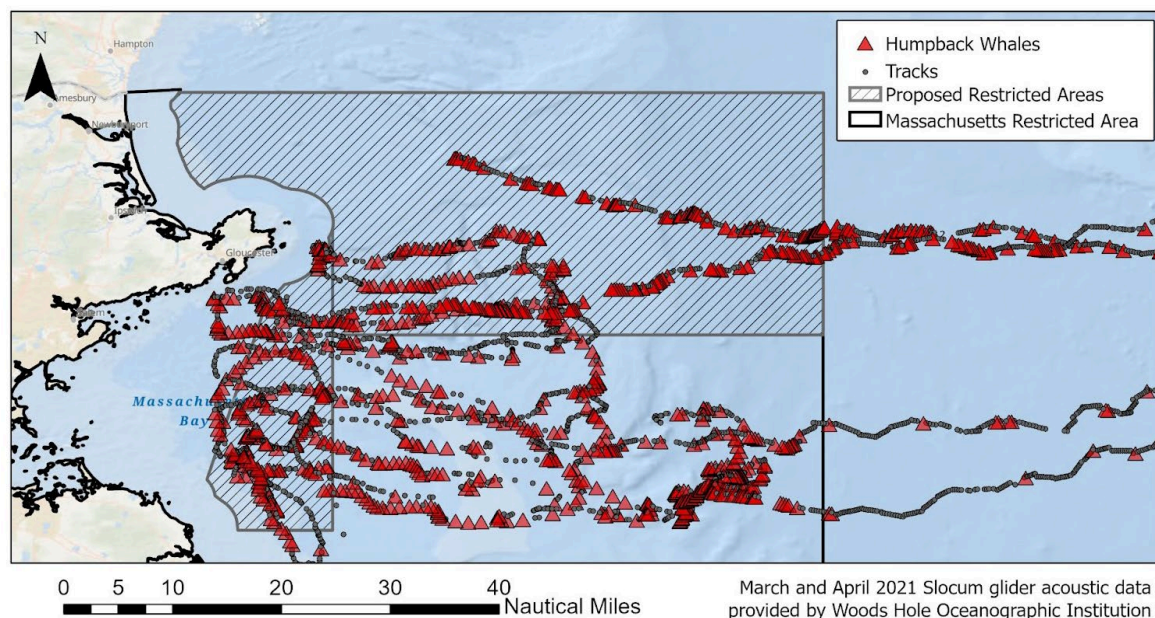 N
Hampton
Amesbury
Newburyport
Ipswich
Gloucester
Salem
Massachusetts
Bay
Humpback Whales
Tracks
Proposed Restricted Areas
Massachusetts Restricted Area
0 5 10 20 30 40
Nautical Miles
March and April 2021 Slocum glider acoustic data
provided by Woods Hole Oceanographic Institution